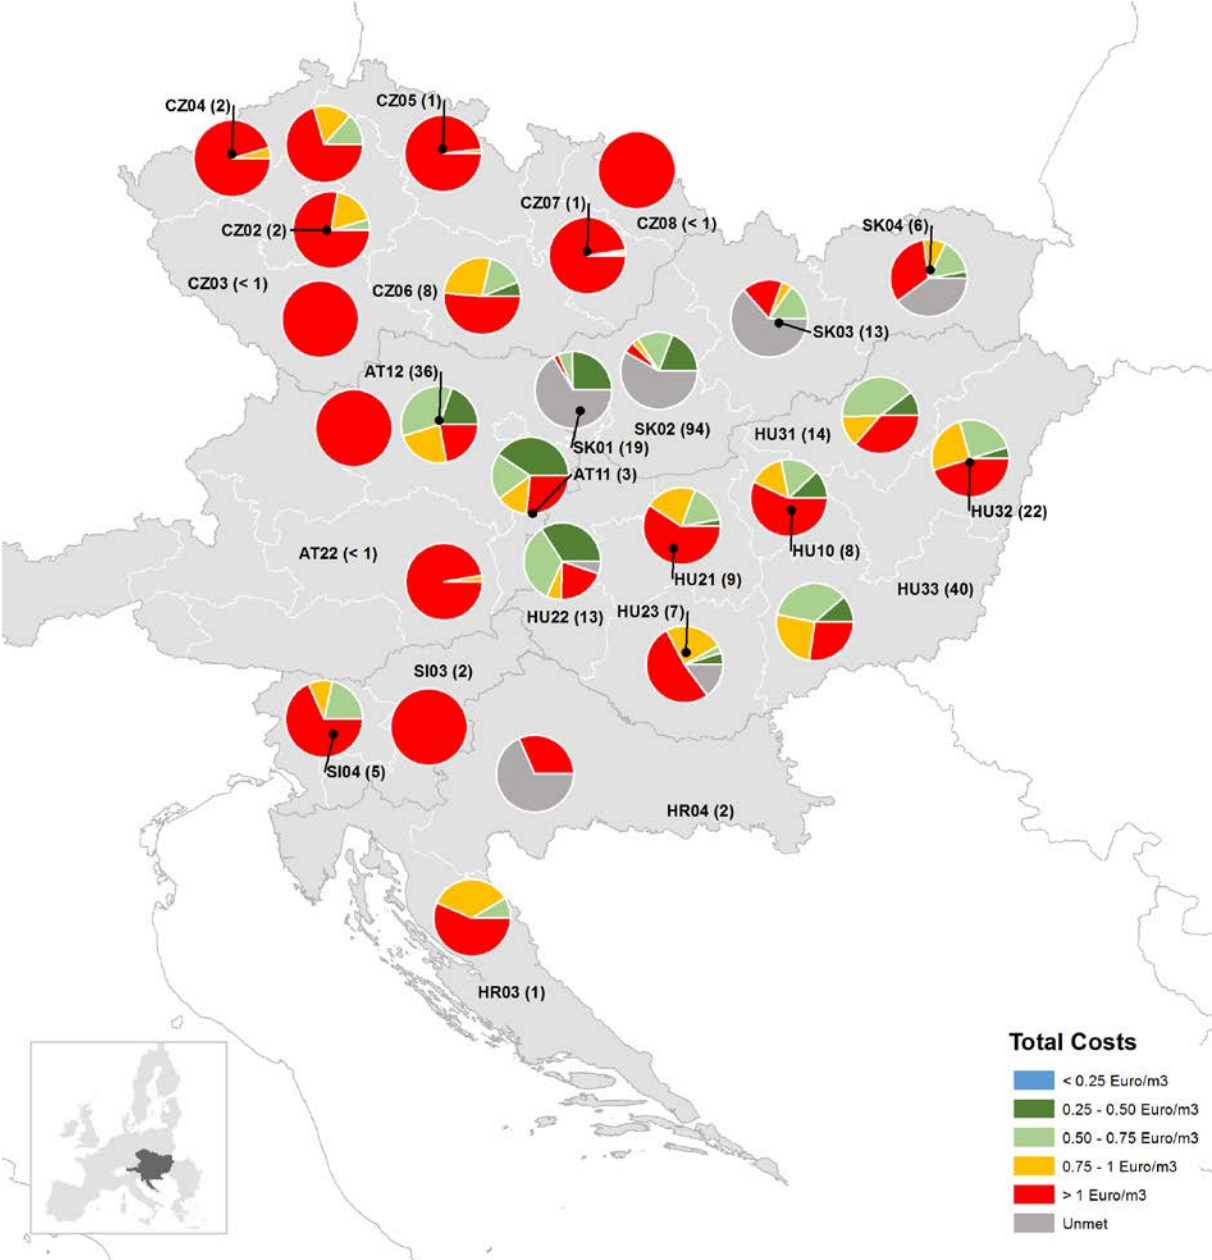 CZ04 (2)
CZ05 (1)
CZ07 (1)
CZ08 (< 1)
SK04 (6)
CZ02 (2)
CZ03 (< 1)
CZ06 (8)
SK03 (13)
AT12 (36)
SK02 (94)
HU31 (14)
SK01 (19)
AT11 (3)
HU32 (22)
AT22 (< 1)
HU10 (8)
HU21 (9)
HU33 (40)
HU22 (13)
HU23 (7)
SI03 (2)
SI04 (5)
HR04 (2)
HR03 (1)
Total Costs
< 0.25 Euro/m3
0.25 - 0.50 Euro/m3
0.50 - 0.75 Euro/m3
0.75 - 1 Euro/m3
> 1 Euro/m3
Unmet